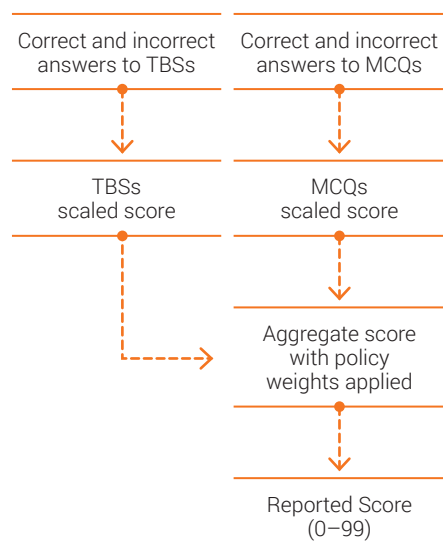 Correct and incorrect
answers to TBSs
Correct and incorrect
answers to MCQs
TBSs
scaled score
MCQs
scaled score
Aggregate score
with policy
weights applied
Reported Score
(0–99)